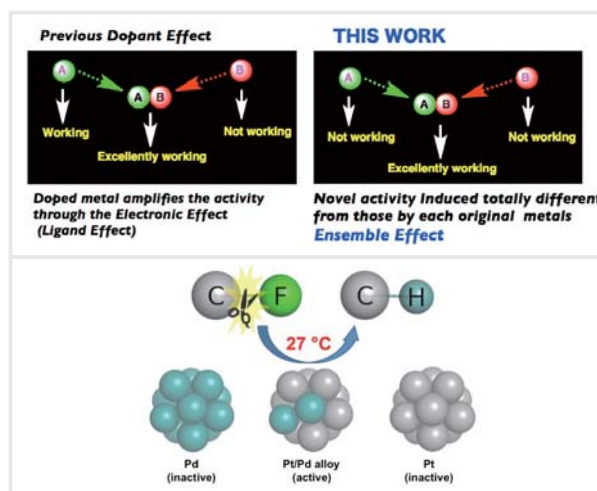 Previous Dopant Effect
A
B
A B
Working
Not working
Excellently working
Doped metal amplifies the activity
through the Electronic Effect
(Ligand Effect)
THIS WORK
A
B
A B
Not working
Not working
Excellently working
Novel activity Induced totally different
from those by each original metals
Ensemble Effect
C F
C H
27 °C
Pd
(inactive)
Pt/Pd alloy
(active)
Pt
(inactive)